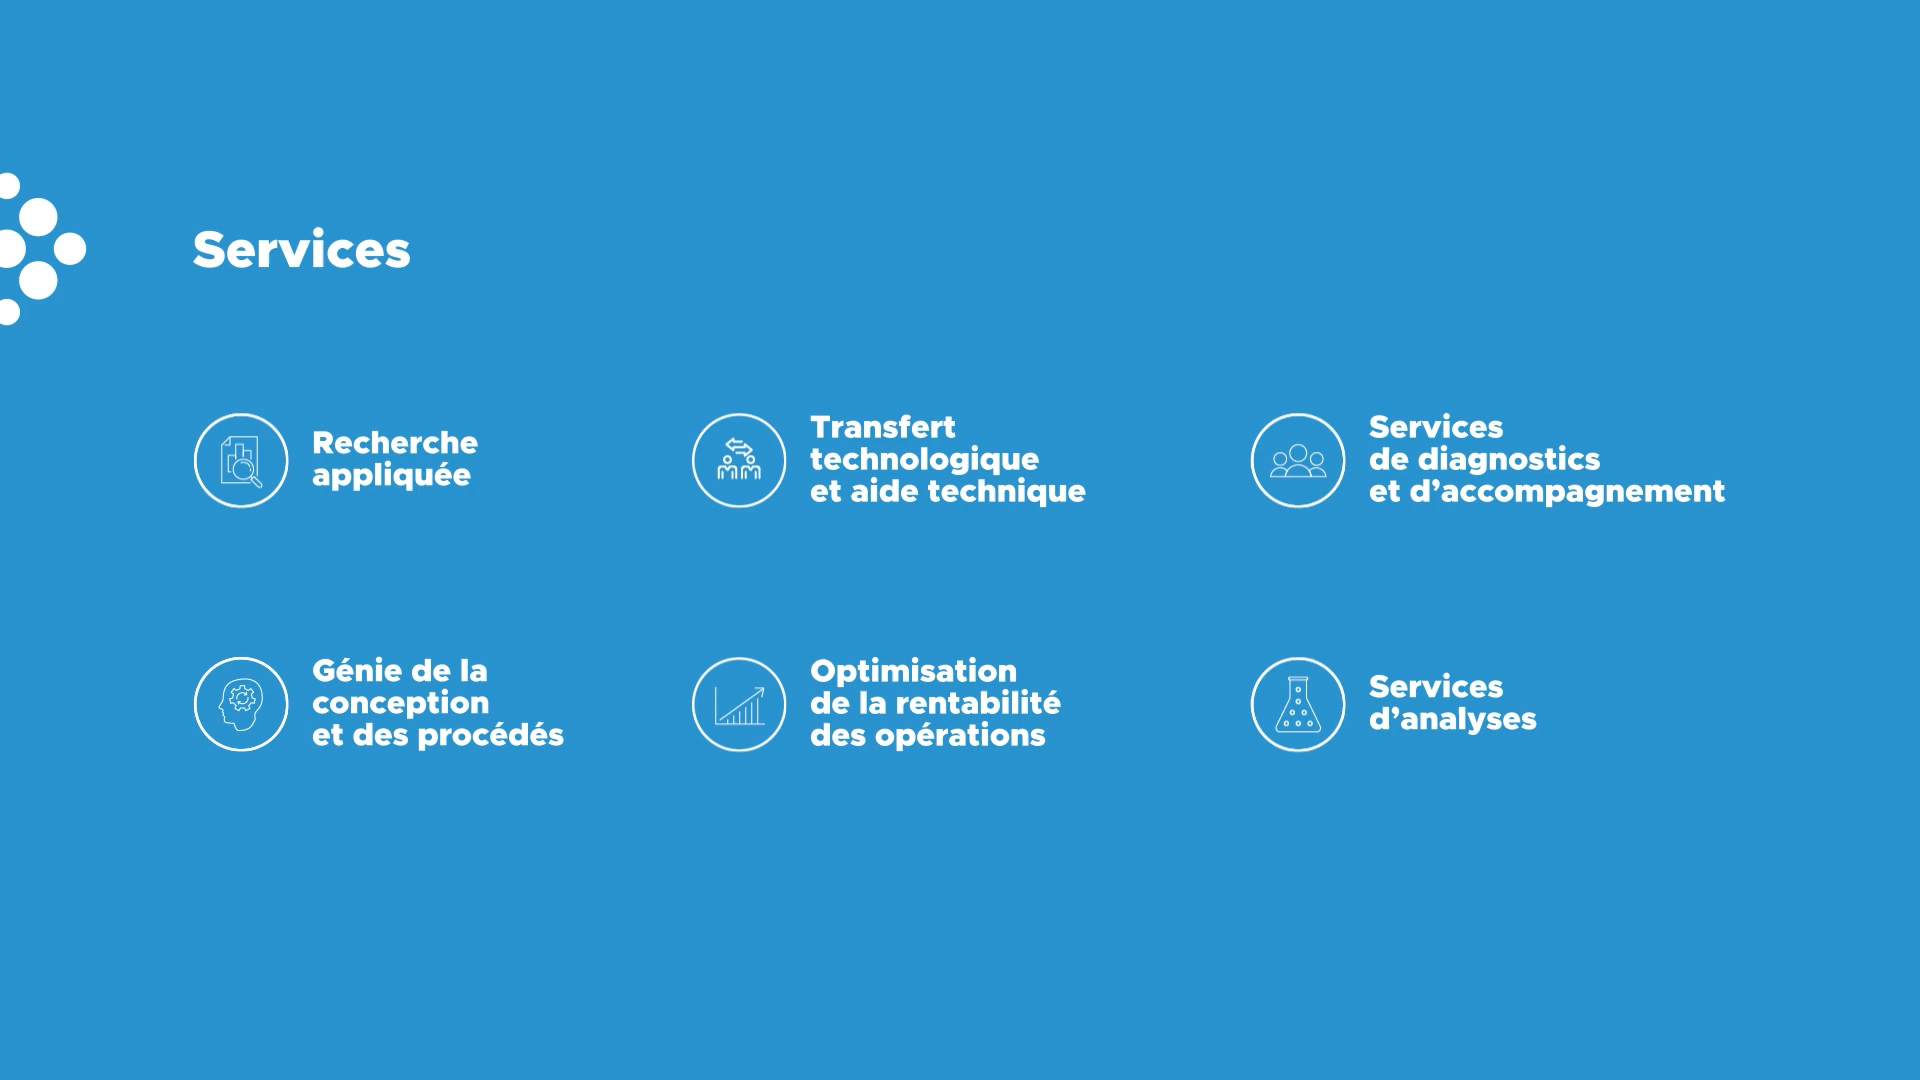 Services
Recherche
appliquée
Transfert
technologique
et aide technique
Services
de diagnostics
et d’accompagnement
Génie de la
conception
et des procédés
Optimisation
de la rentabilité
des opérations
Services
d’analyses